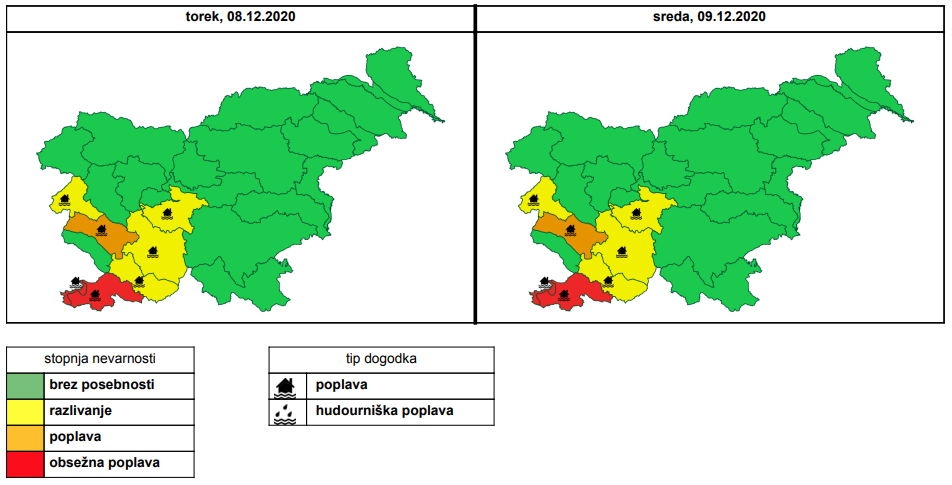 torek, 08.12.2020
sreda, 09.12.2020
stopnja nevarnosti
brez posebnosti
razlivanje
poplava
obsežna poplava
tip dogodka
poplava
hudourniška poplava